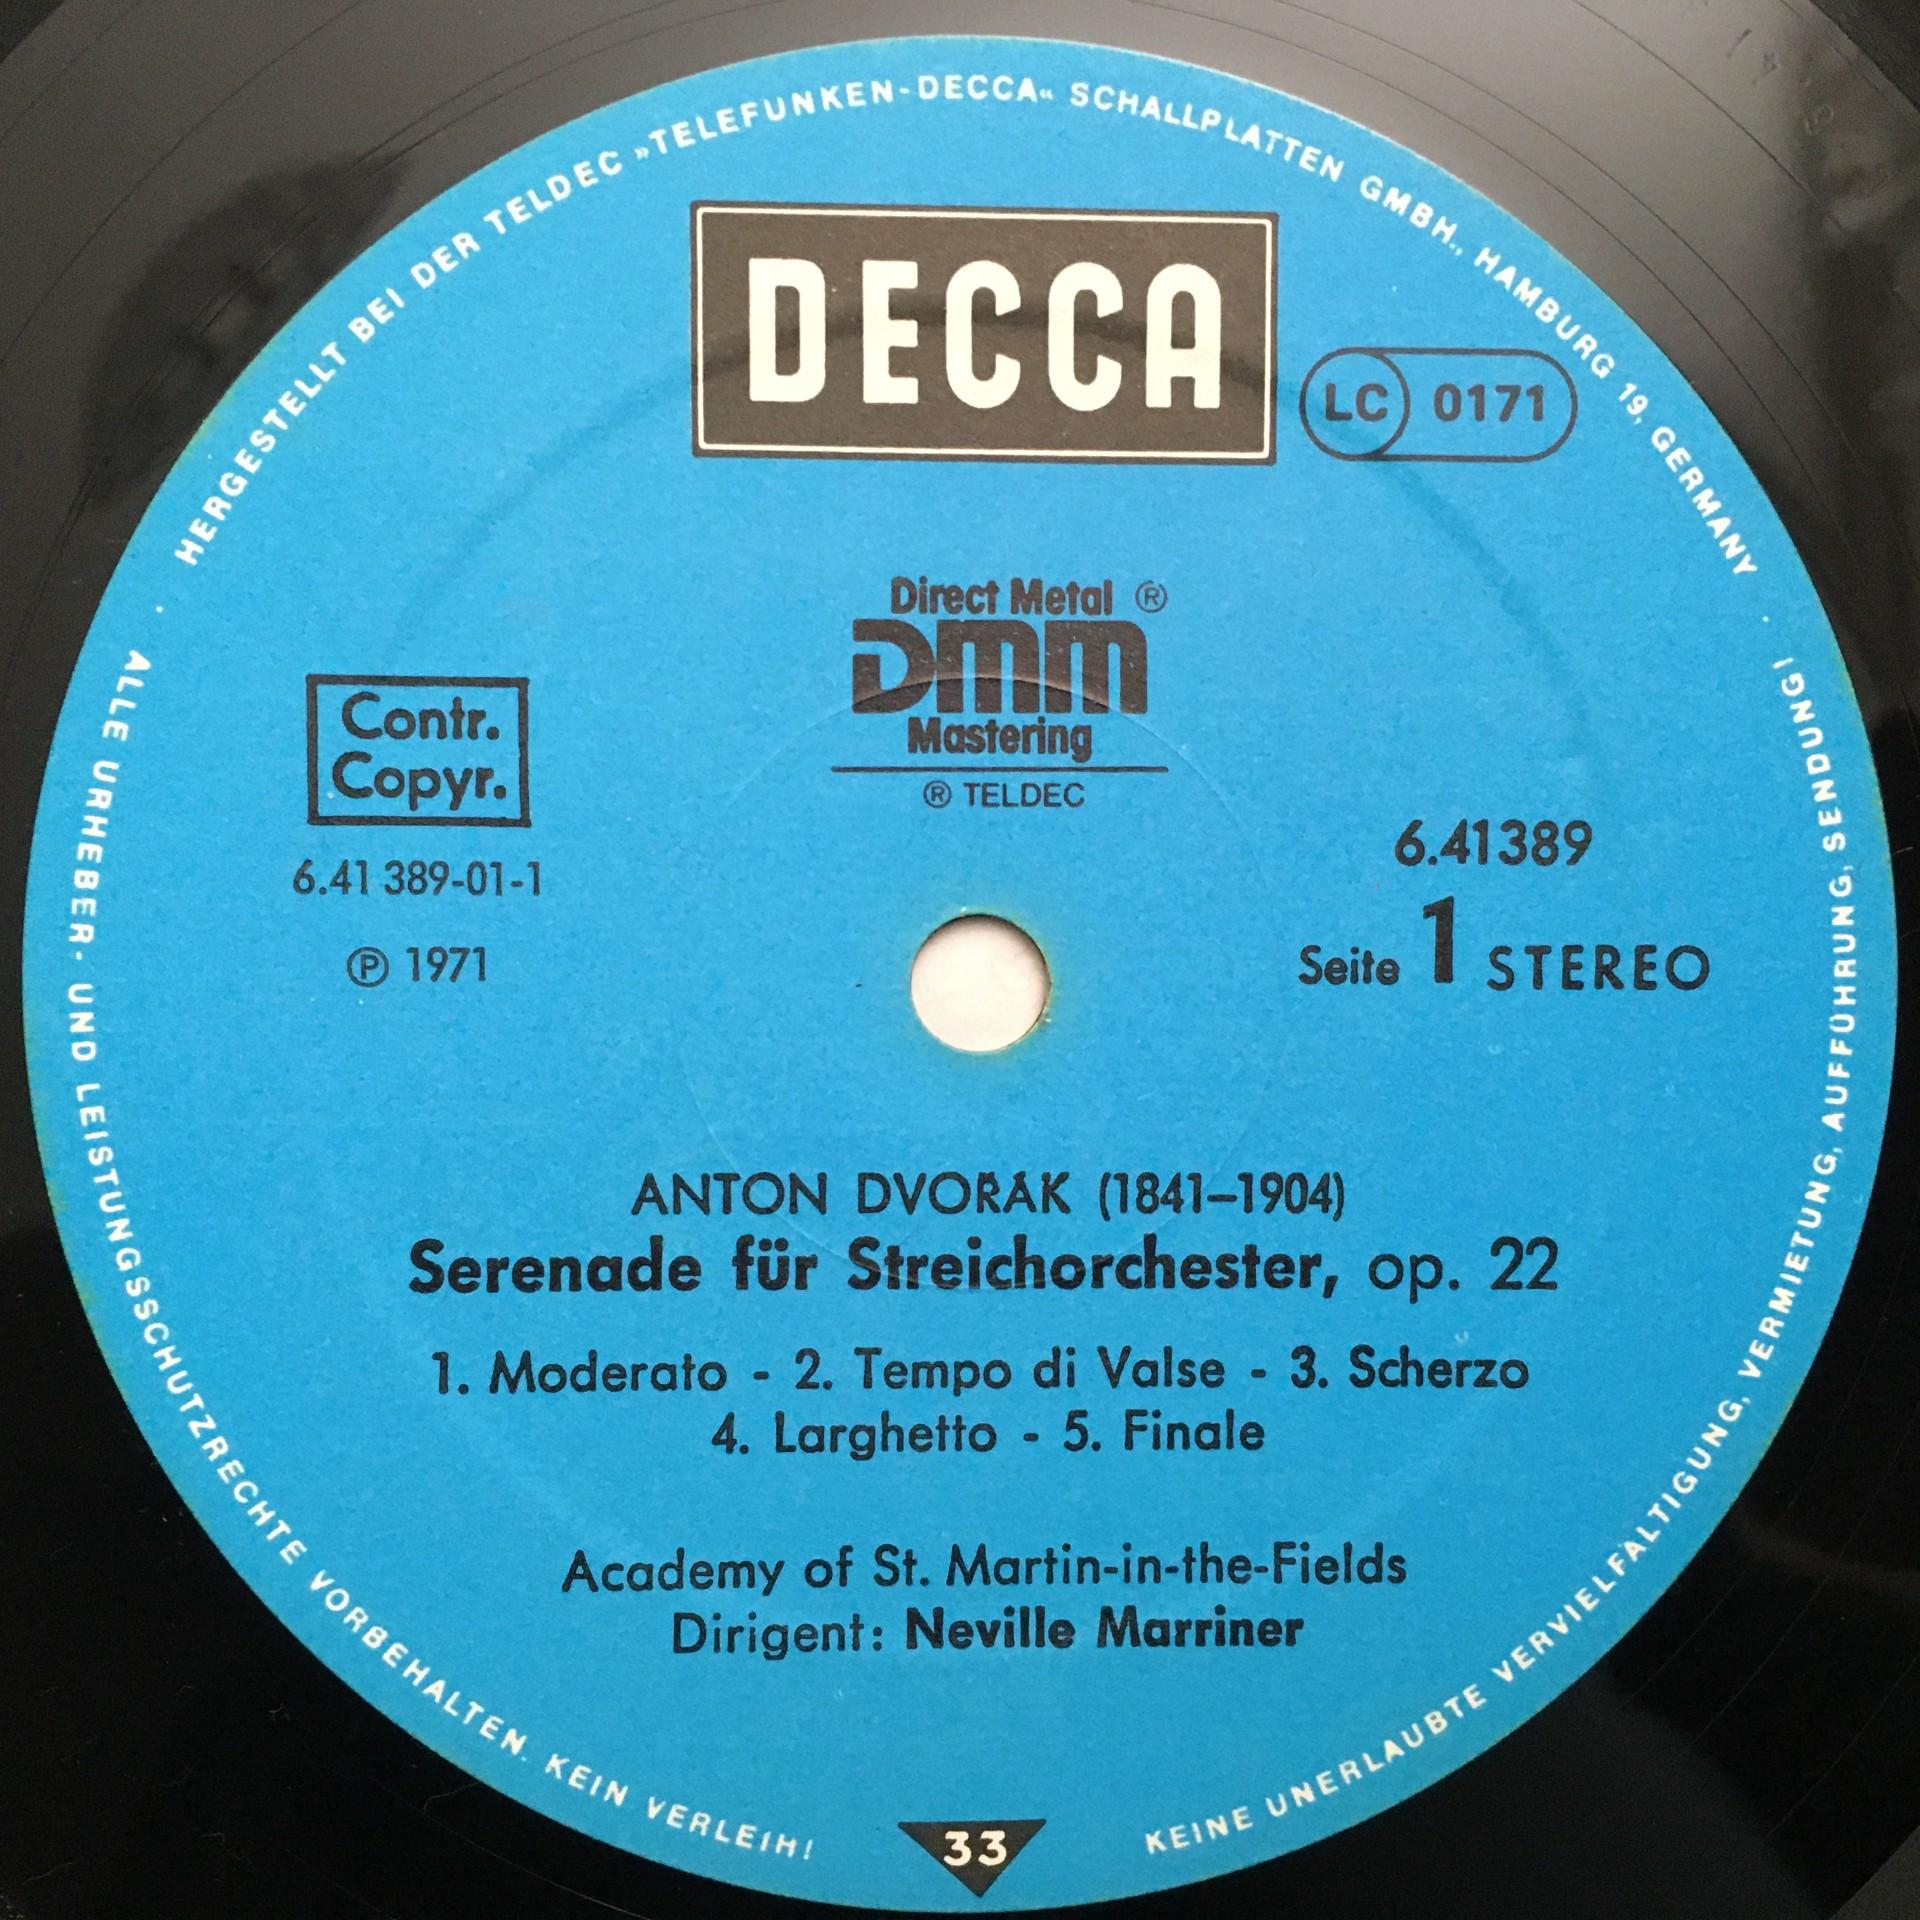 HERGESTELLT BEI DER TELDEC »TELEFUNKEN-DECCA« SCHALLPLATTEN GMBH., HAMBURG 19, GERMANY
DECCA
LC 0171
Direct Metal ®
DMM
Mastering
® TELDEC
Contr.
Copyr.
6.41 389-01-1
℗ 1971
6.41389
Seite 1 STEREO
ANTON DVOŘÁK (1841–1904)
Serenade für Streichorchester, op. 22
1. Moderato - 2. Tempo di Valse - 3. Scherzo
4. Larghetto - 5. Finale
Academy of St. Martin-in-the-Fields
Dirigent: Neville Marriner
33
ALLE URHEBER- UND LEISTUNGSSCHUTZRECHTE VORBEHALTEN. KEIN VERLEIH!
KEINE UNERLAUBTE VERVIELFÄLTIGUNG, VERMIETUNG, AUFFÜHRUNG, SENDUNG!